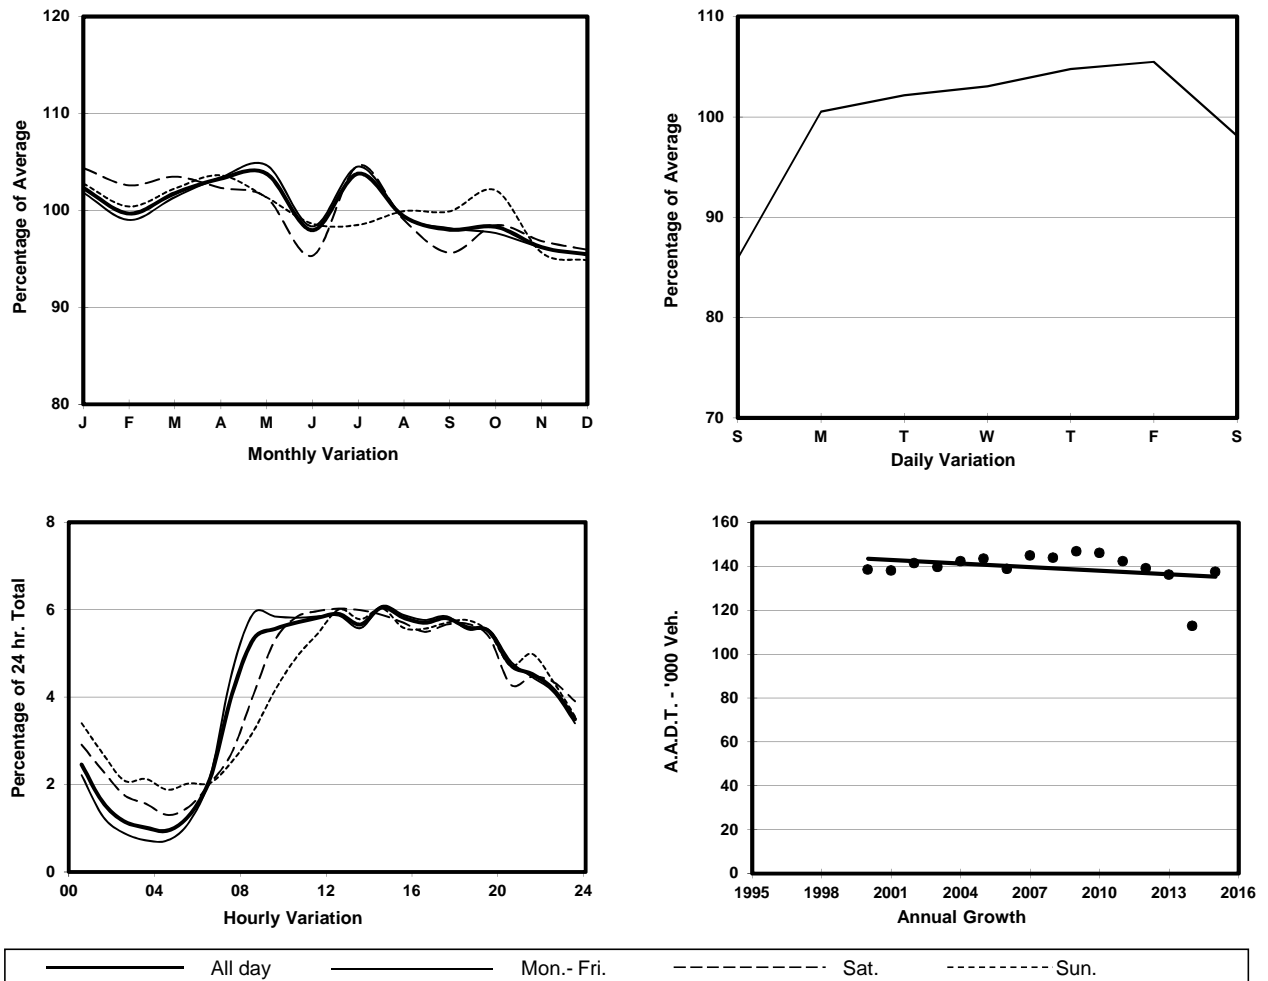 120
110
100
90
80
Percentage of Average
J F M A M J J A S O N D
Monthly Variation
110
100
90
80
70
Percentage of Average
S M T W T F S
Daily Variation
8
6
4
2
0
Percentage of 24 hr. Total
00 04 08 12 16 20 24
Hourly Variation
160
140
120
100
80
60
40
20
0
A.A.D.T. - '000 Veh.
1995 1998 2001 2004 2007 2010 2013 2016
Annual Growth
All day Mon.- Fri. Sat. Sun.